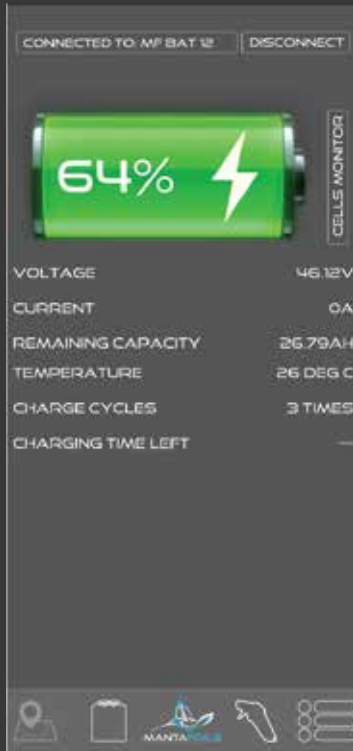 CONNECTED TO: MF BAT 12 DISCONNECT
64%
CELLS MONITOR
VOLTAGE 46.12V
CURRENT 0A
REMAINING CAPACITY 26.79AH
TEMPERATURE 26 DEG C
CHARGE CYCLES 3 TIMES
CHARGING TIME LEFT —
MANTAFOILS